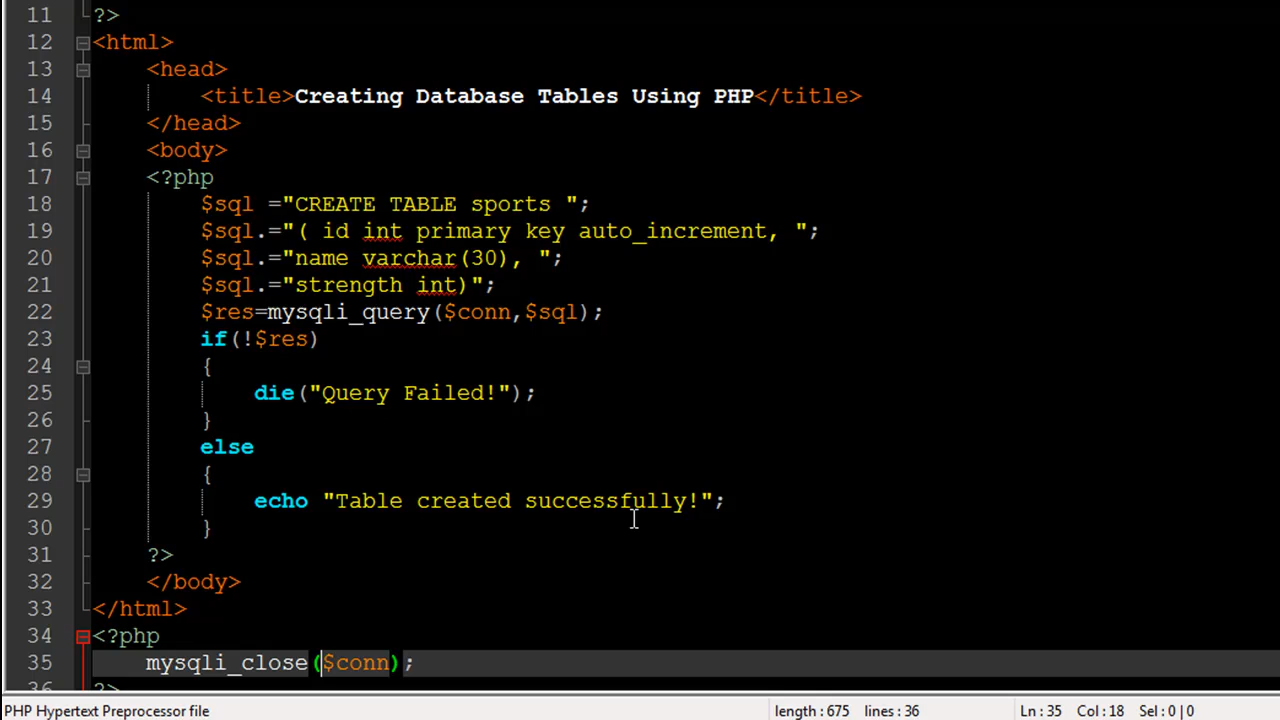 11 ?>
12 <html>
13 <head>
14 <title>Creating Database Tables Using PHP</title>
15 </head>
16 <body>
17 <?php
18 $sql ="CREATE TABLE sports ";
19 $sql.="( id int primary key auto_increment, ";
20 $sql.="name varchar(30), ";
21 $sql.="strength int)";
22 $res=mysqli_query($conn,$sql);
23 if(!$res)
24 {
25 die("Query Failed!");
26 }
27 else
28 {
29 echo "Table created successfully!";
30 }
31 ?>
32 </body>
33 </html>
34 <?php
35 mysqli_close($conn);
36 ?>
PHP Hypertext Preprocessor file length : 675 lines : 36 Ln : 35 Col : 18 Sel : 0 | 0